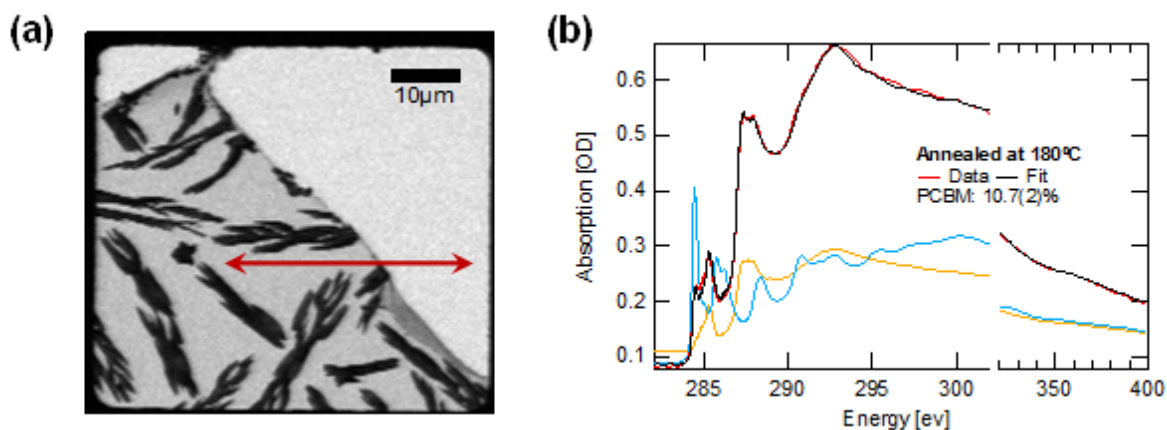 (a)
10µm
(b)
Absorption [OD]
0.6
0.5
0.4
0.3
0.2
0.1
Annealed at 180ºC
Data Fit
PCBM: 10.7(2)%
285 290 295 300 350 400
Energy [ev]